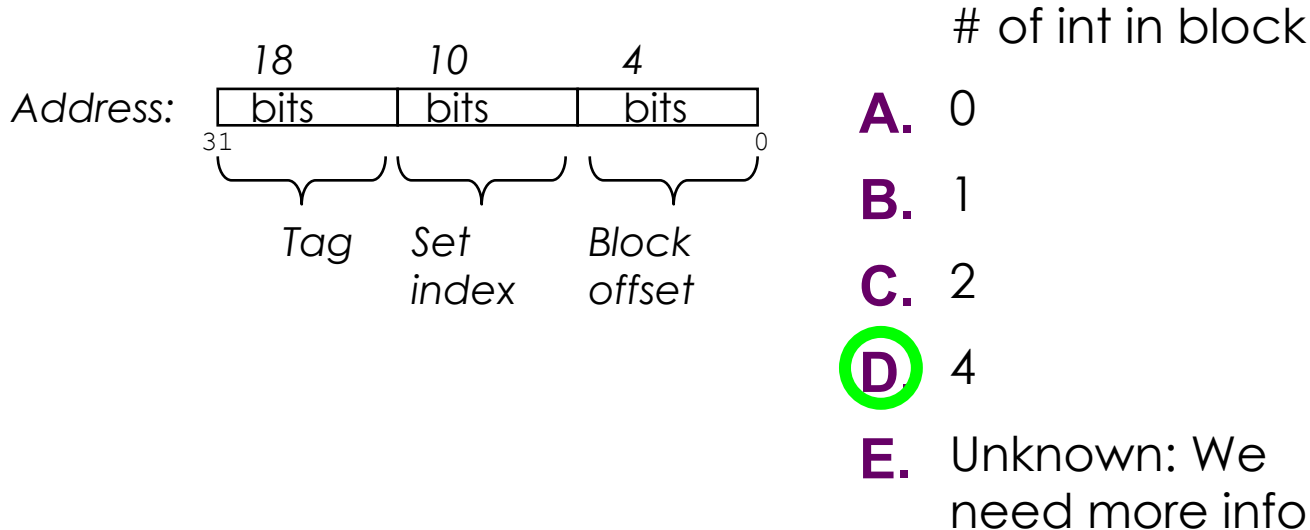 # of int in block
18 10 4
Address: bits bits bits
31 0
Tag Set index Block offset
A. 0
B. 1
C. 2
D. 4
E. Unknown: We
need more info